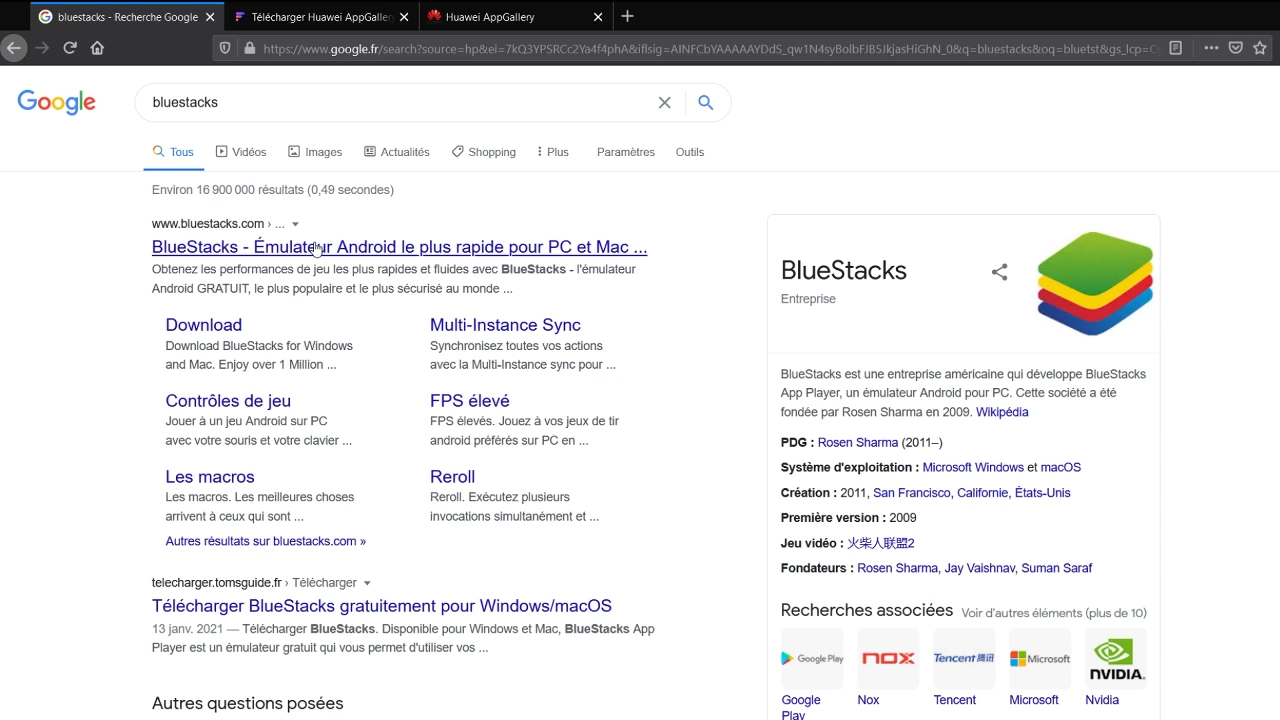 bluestacks - Recherche Google
Télécharger Huawei AppGallery
Huawei AppGallery
https://www.google.fr/search?source=hp&ei=7kQ3YPSRCc2Ya4f4phA&iflsig=AINFCbYAAAAAYDdS_qw1N4syBolbFJB5JkjasHiGhN_0&q=bluestacks&oq=bluetst&gs_lcp=C
Google
bluestacks
Tous
Vidéos
Images
Actualités
Shopping
Plus
Paramètres
Outils
Environ 16 900 000 résultats (0,49 secondes)
www.bluestacks.com › ...
BlueStacks - Émulateur Android le plus rapide pour PC et Mac ...
Obtenez les performances de jeu les plus rapides et fluides avec BlueStacks - l'émulateur
Android GRATUIT, le plus populaire et le plus sécurisé au monde ...
Download
Download BlueStacks for Windows
and Mac. Enjoy over 1 Million ...
Multi-Instance Sync
Synchronisez toutes vos actions
avec la Multi-Instance sync pour ...
Contrôles de jeu
Jouer à un jeu Android sur PC
avec votre souris et votre clavier ...
FPS élevé
FPS élevés. Jouez à vos jeux de tir
android préférés sur PC en ...
Les macros
Les macros. Les meilleures choses
arrivent à ceux qui sont ...
Reroll
Reroll. Exécutez plusieurs
invocations simultanément et ...
Autres résultats sur bluestacks.com »
telecharger.tomsguide.fr › Télécharger
Télécharger BlueStacks gratuitement pour Windows/macOS
13 janv. 2021 — Télécharger BlueStacks. Disponible pour Windows et Mac, BlueStacks App
Player est un émulateur gratuit qui vous permet d'utiliser vos ...
Autres questions posées
BlueStacks
Entreprise
BlueStacks est une entreprise américaine qui développe BlueStacks
App Player, un émulateur Android pour PC. Cette société a été
fondée par Rosen Sharma en 2009. Wikipédia
PDG : Rosen Sharma (2011–)
Système d'exploitation : Microsoft Windows et macOS
Création : 2011, San Francisco, Californie, États-Unis
Première version : 2009
Jeu vidéo : 火柴人联盟2
Fondateurs : Rosen Sharma, Jay Vaishnav, Suman Saraf
Recherches associées
Voir d'autres éléments (plus de 10)
Google Play
nox
Tencent 腾讯
Microsoft
NVIDIA.
Google
Play
Nox
Tencent
Microsoft
Nvidia